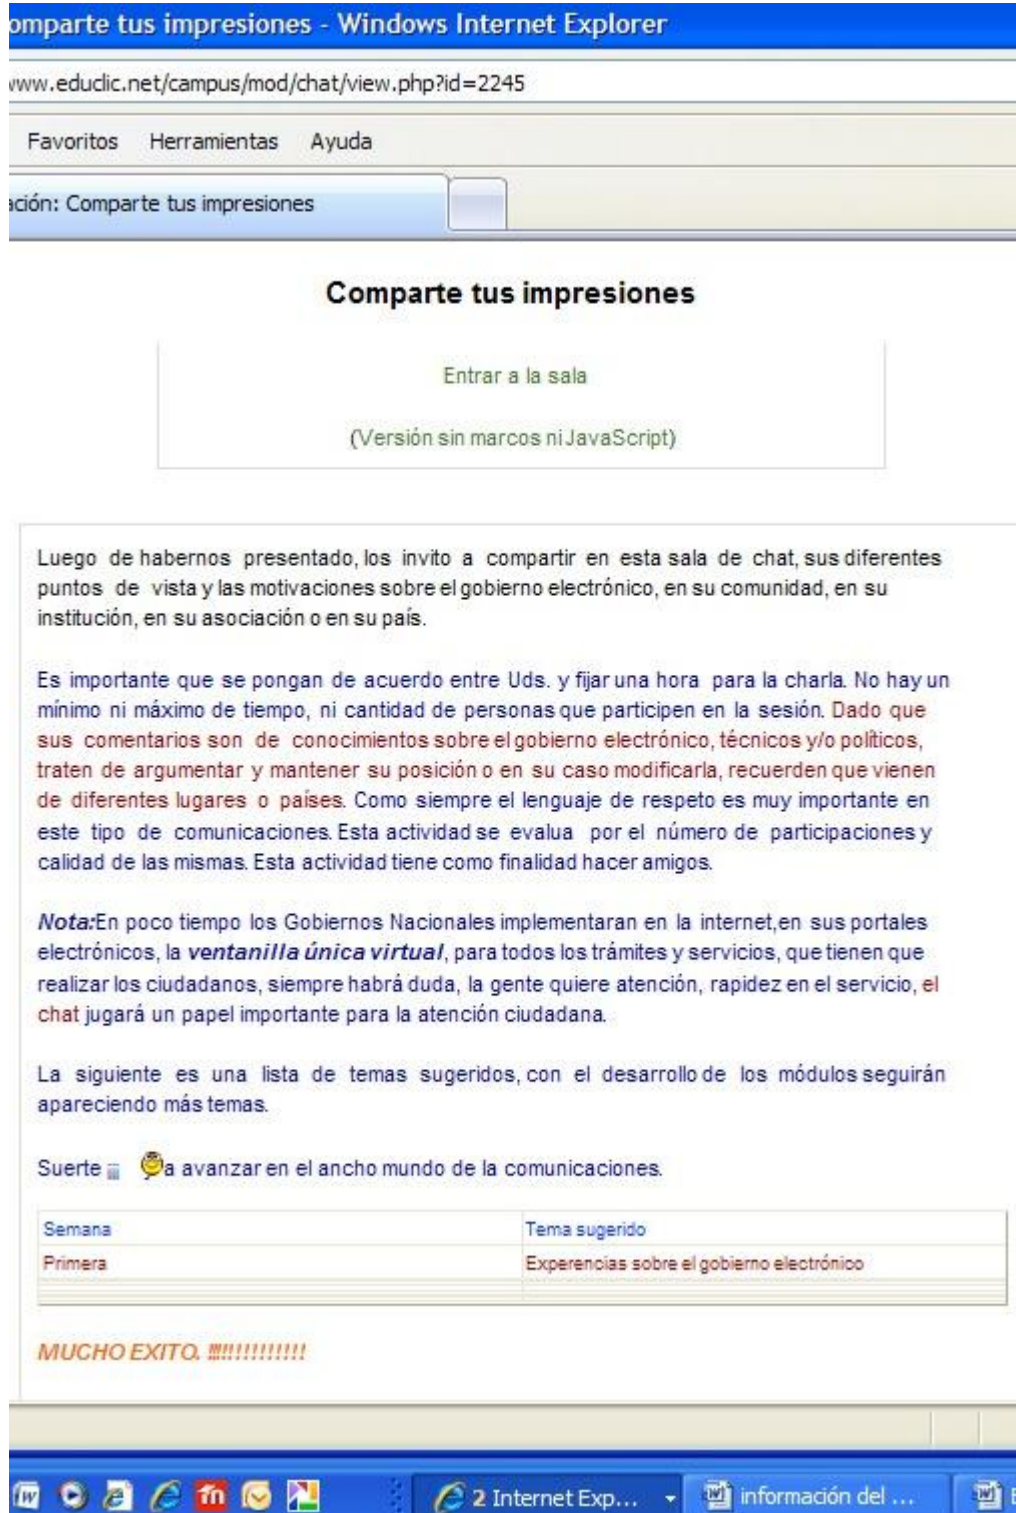 omparte tus impresiones - Windows Internet Explorer
www.educlic.net/campus/mod/chat/view.php?id=2245
Favoritos Herramientas Ayuda
ación: Comparte tus impresiones
Comparte tus impresiones
Entrar a la sala
(Versión sin marcos ni JavaScript)
Luego de habernos presentado, los invito a compartir en esta sala de chat, sus diferentes
puntos de vista y las motivaciones sobre el gobierno electrónico, en su comunidad, en su
institución, en su asociación o en su país.
Es importante que se pongan de acuerdo entre Uds. y fijar una hora para la charla. No hay un
mínimo ni máximo de tiempo, ni cantidad de personas que participen en la sesión. Dado que
sus comentarios son de conocimientos sobre el gobierno electrónico, técnicos y/o políticos,
traten de argumentar y mantener su posición o en su caso modificarla, recuerden que vienen
de diferentes lugares o países. Como siempre el lenguaje de respeto es muy importante en
este tipo de comunicaciones. Esta actividad se evalua por el número de participaciones y
calidad de las mismas. Esta actividad tiene como finalidad hacer amigos.
Nota:En poco tiempo los Gobiernos Nacionales implementaran en la internet,en sus portales
electrónicos, la ventanilla única virtual, para todos los trámites y servicios, que tienen que
realizar los ciudadanos, siempre habrá duda, la gente quiere atención, rapidez en el servicio, el
chat jugará un papel importante para la atención ciudadana.
La siguiente es una lista de temas sugeridos, con el desarrollo de los módulos seguirán
apareciendo más temas.
Suerte ¡¡¡ a avanzar en el ancho mundo de la comunicaciones.
Semana Tema sugerido
Primera Experencias sobre el gobierno electrónico
MUCHO EXITO. !!!!!!!!!!!!!!
2 Internet Exp... información del ...